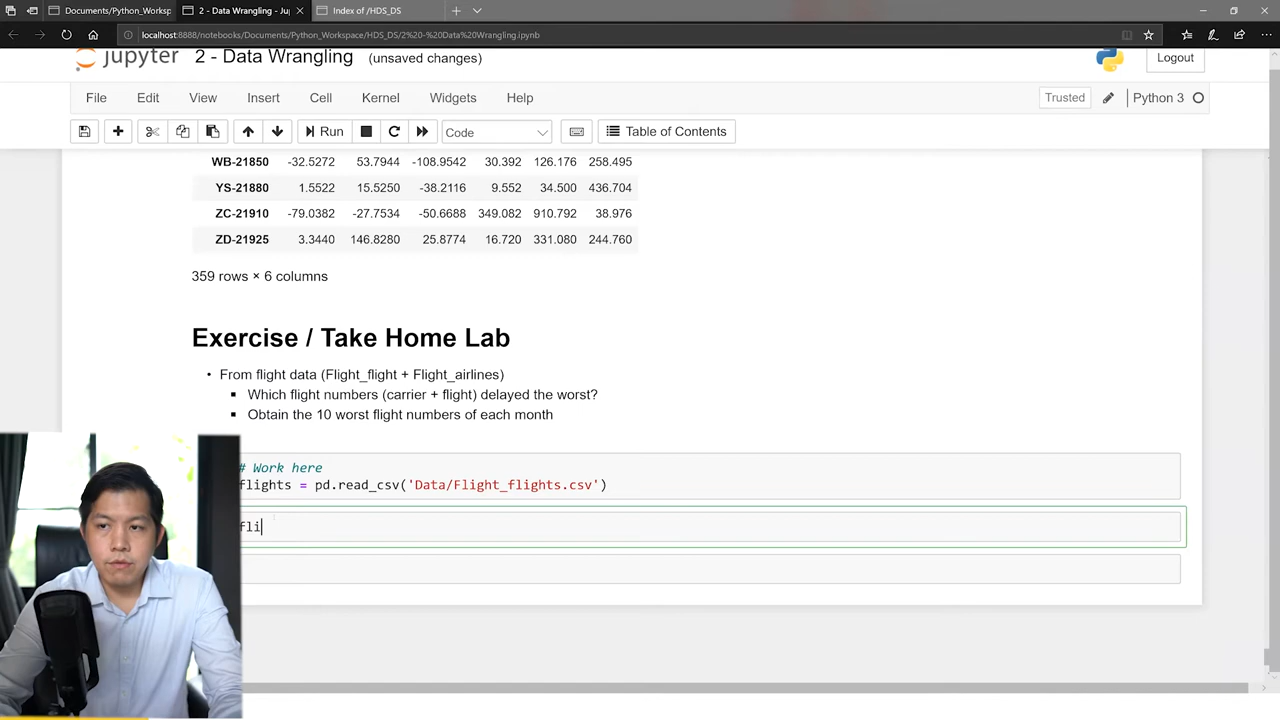 Documents/Python_Worksp
2 - Data Wrangling - Ju
Index of /HDS_DS
localhost:8888/notebooks/Documents/Python_Workspace/HDS_DS/2%20-%20Data%20Wrangling.ipynb
jupyter 2 - Data Wrangling (unsaved changes)
Logout
File Edit View Insert Cell Kernel Widgets Help
Trusted Python 3
Run Code Table of Contents
WB-21850 -32.5272 53.7944 -108.9542 30.392 126.176 258.495
YS-21880 1.5522 15.5250 -38.2116 9.552 34.500 436.704
ZC-21910 -79.0382 -27.7534 -50.6688 349.082 910.792 38.976
ZD-21925 3.3440 146.8280 25.8774 16.720 331.080 244.760
359 rows × 6 columns
Exercise / Take Home Lab
• From flight data (Flight_flight + Flight_airlines)
▪ Which flight numbers (carrier + flight) delayed the worst?
▪ Obtain the 10 worst flight numbers of each month
# Work here
flights = pd.read_csv('Data/Flight_flights.csv')
fli